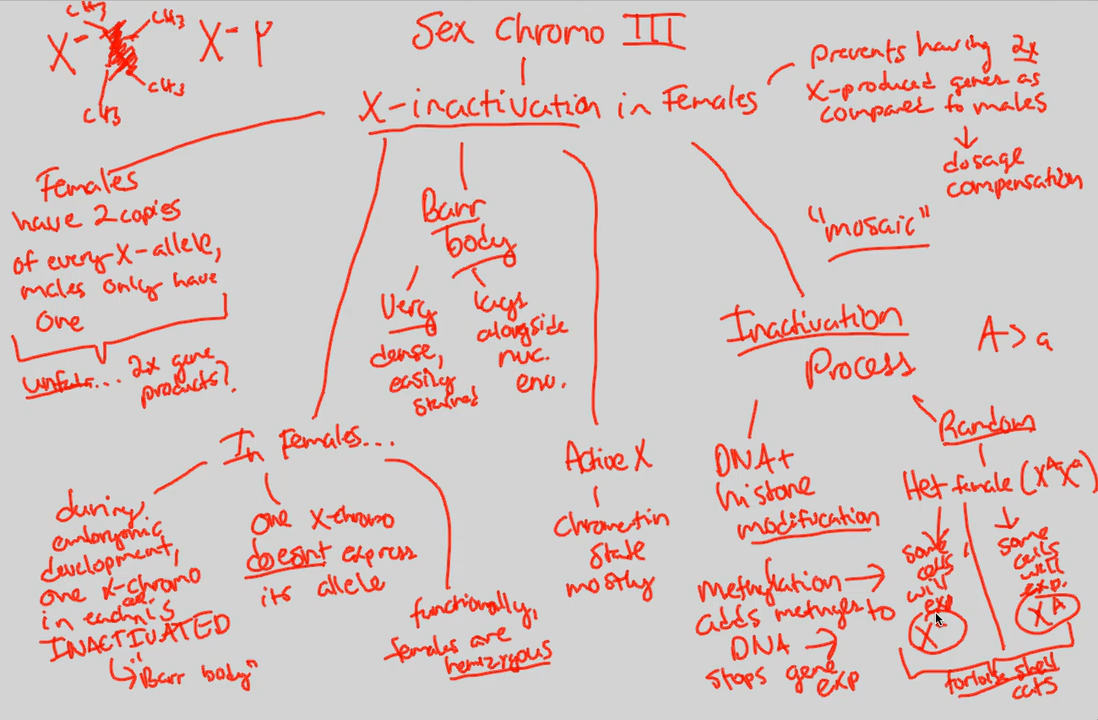 CH3
CH3
X- X- Y
CH3
CH3
Sex Chromo III
X-inactivation in Females
prevents having 2x
X-produced genes as
compared to males
dosage
compensation
"mosaic"
Females
have 2 copies
of every X-allele,
males only have
one
unfair... 2x gene
products?
Barr
body
Very
dense,
easily
stained
lays
alongside
nuc.
env.
In Females...
during
embryonic
development,
one X-chromo
in each cell is
INACTIVATED
"Barr body"
one X-chromo
doesnt express
its allele
functionally,
females are
hemizygous
Active X
Chromatin
state
mostly
Inactivation
Process
A > a
DNA +
histone
modification
methylation →
adds methyls to
DNA →
stops gene
exp
Random
Het female (XAXa)
some
cells
will
exp
X
some
cells
will
exp.
XA
tortoise shell
cats